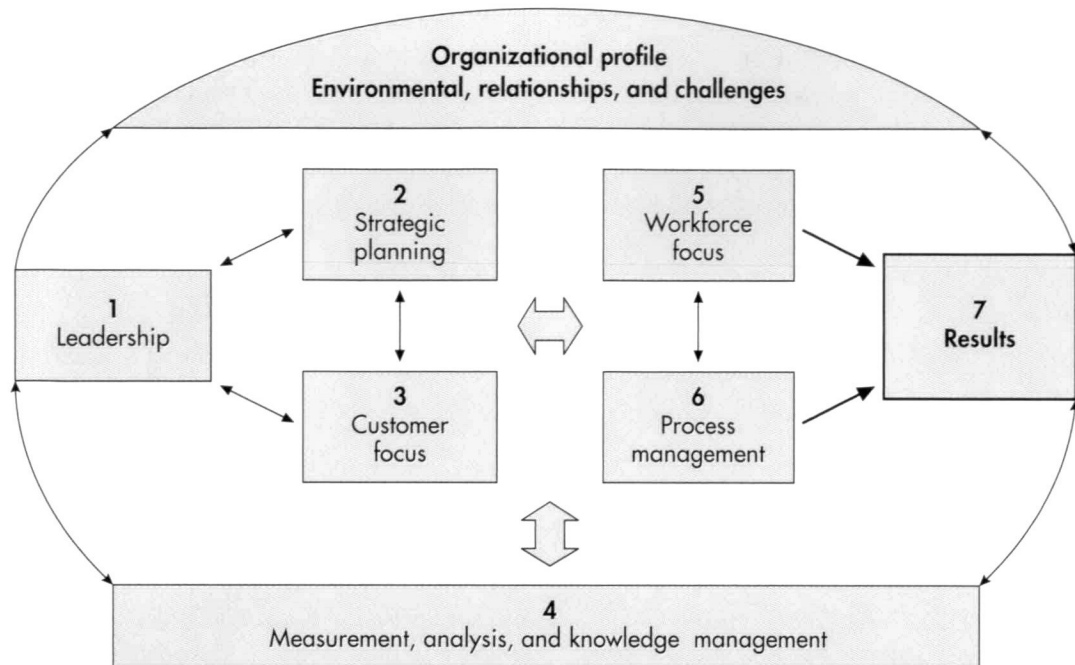 Organizational profile
Environmental, relationships, and challenges
2
Strategic
planning
5
Workforce
focus
1
Leadership
7
Results
3
Customer
focus
6
Process
management
4
Measurement, analysis, and knowledge management